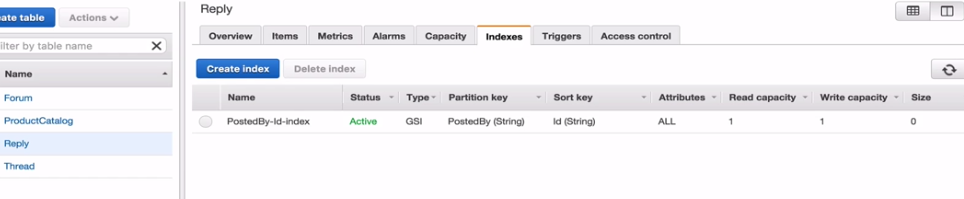 Reply
ate table Actions
ilter by table name
Name
Forum
ProductCatalog
Reply
Thread
Overview Items Metrics Alarms Capacity Indexes Triggers Access control
Create index Delete index
Name Status Type Partition key Sort key Attributes Read capacity Write capacity Size
PostedBy-Id-index Active GSI PostedBy (String) Id (String) ALL 1 1 0